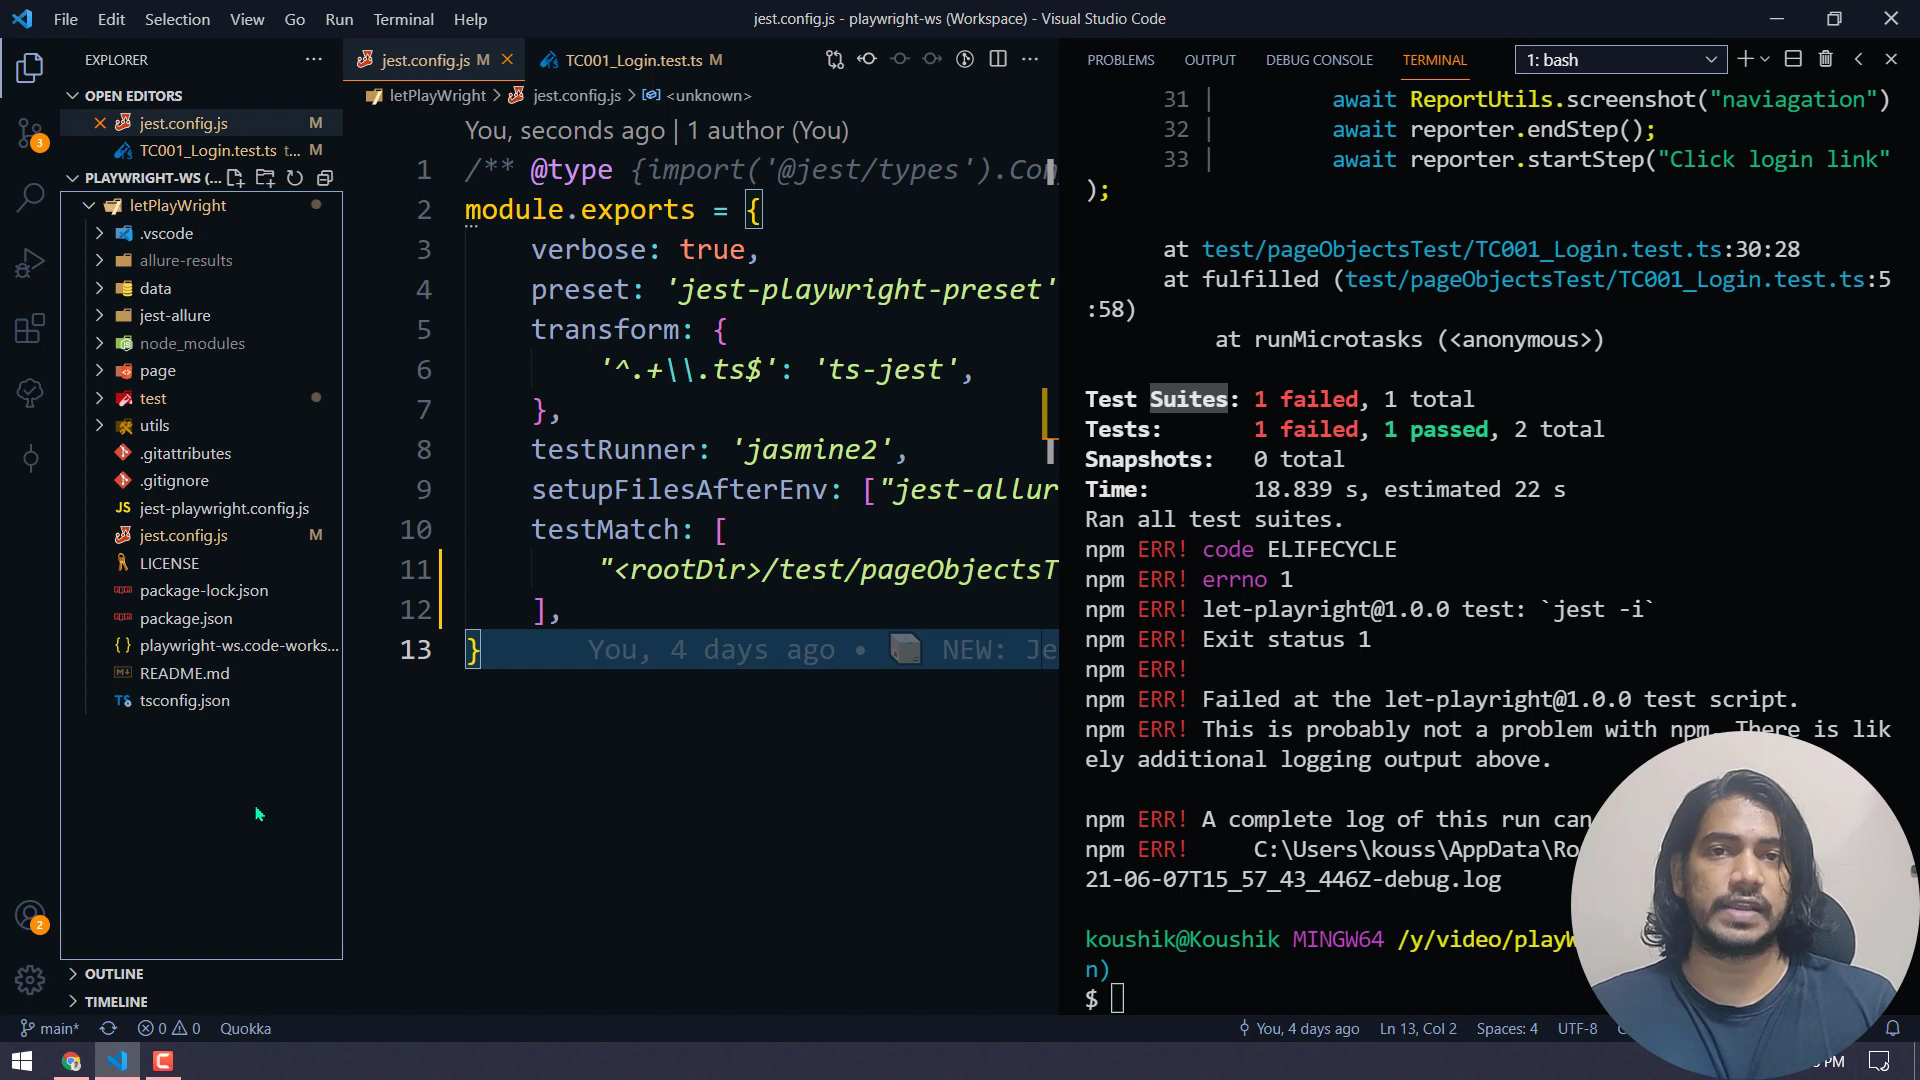 File Edit Selection View Go Run Terminal Help
jest.config.js - playwright-ws (Workspace) - Visual Studio Code
EXPLORER
OPEN EDITORS
jest.config.js M
TC001_Login.test.ts t... M
PLAYWRIGHT-WS (...
letPlayWright
.vscode
allure-results
data
jest-allure
node_modules
page
test
utils
.gitattributes
.gitignore
JS jest-playwright.config.js
jest.config.js M
LICENSE
package-lock.json
package.json
{} playwright-ws.code-works...
README.md
TS tsconfig.json
OUTLINE
TIMELINE
3
2
jest.config.js M
TC001_Login.test.ts M
letPlayWright > jest.config.js > <unknown>
You, seconds ago | 1 author (You)
1 /** @type {import('@jest/types').Con
2 module.exports = {
3 verbose: true,
4 preset: 'jest-playwright-preset'
5 transform: {
6 '^.+\\.ts$': 'ts-jest',
7 },
8 testRunner: 'jasmine2',
9 setupFilesAfterEnv: ["jest-allur
10 testMatch: [
11 "<rootDir>/test/pageObjectsT
12 ],
13 } You, 4 days ago • NEW: Je
PROBLEMS OUTPUT DEBUG CONSOLE TERMINAL
1: bash
31 | await ReportUtils.screenshot("naviagation")
32 | await reporter.endStep();
33 | await reporter.startStep("Click login link"
);
at test/pageObjectsTest/TC001_Login.test.ts:30:28
at fulfilled (test/pageObjectsTest/TC001_Login.test.ts:5
:58)
at runMicrotasks (<anonymous>)
Test Suites: 1 failed, 1 total
Tests: 1 failed, 1 passed, 2 total
Snapshots: 0 total
Time: 18.839 s, estimated 22 s
Ran all test suites.
npm ERR! code ELIFECYCLE
npm ERR! errno 1
npm ERR! let-playright@1.0.0 test: `jest -i`
npm ERR! Exit status 1
npm ERR!
npm ERR! Failed at the let-playright@1.0.0 test script.
npm ERR! This is probably not a problem with npm. There is lik
ely additional logging output above.
npm ERR! A complete log of this run can
npm ERR! C:\Users\kouss\AppData\Ro
21-06-07T15_57_43_446Z-debug.log
koushik@Koushik MINGW64 /y/video/playW
n)
$
main* 0 0 Quokka
You, 4 days ago Ln 13, Col 2 Spaces: 4 UTF-8
PM